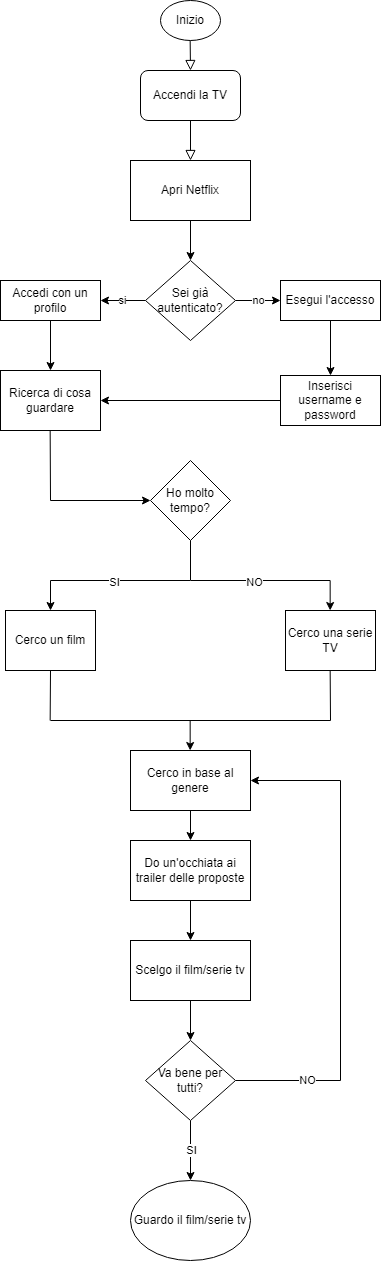 Inizio
Accendi la TV
Apri Netflix
Accedi con un
profilo
si
Sei già
autenticato?
no
Esegui l'accesso
Ricerca di cosa
guardare
Inserisci
username e
password
Ho molto
tempo?
SI
NO
Cerco un film
Cerco una serie
TV
Cerco in base al
genere
Do un'occhiata ai
trailer delle proposte
Scelgo il film/serie tv
Va bene per
tutti?
NO
SI
Guardo il film/serie tv